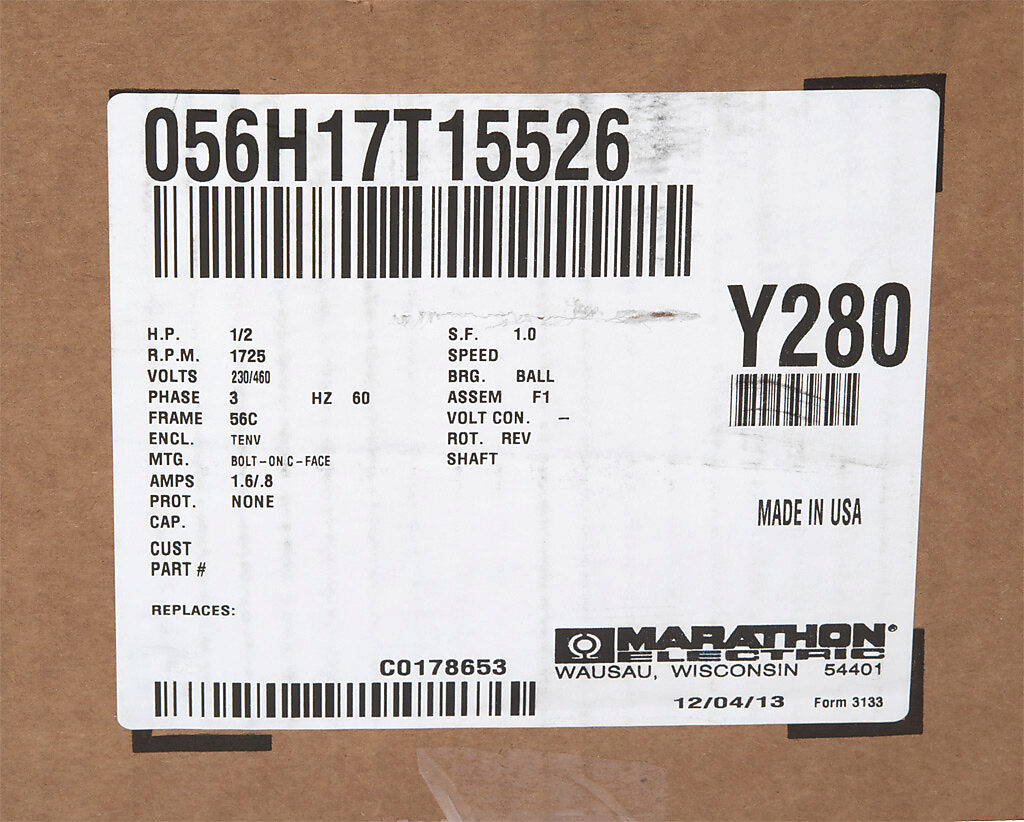 056H17T15526
Y280
H.P. 1/2
R.P.M. 1725
VOLTS 230/460
PHASE 3 HZ 60
FRAME 56C
ENCL. TENV
MTG. BOLT-ON C-FACE
AMPS 1.6/.8
PROT. NONE
CAP.
CUST
PART #
REPLACES:
S.F. 1.0
SPEED
BRG. BALL
ASSEM F1
VOLT CON. –
ROT. REV
SHAFT
MADE IN USA
C0178653
MARATHON®
ELECTRIC
WAUSAU, WISCONSIN 54401
12/04/13 Form 3133